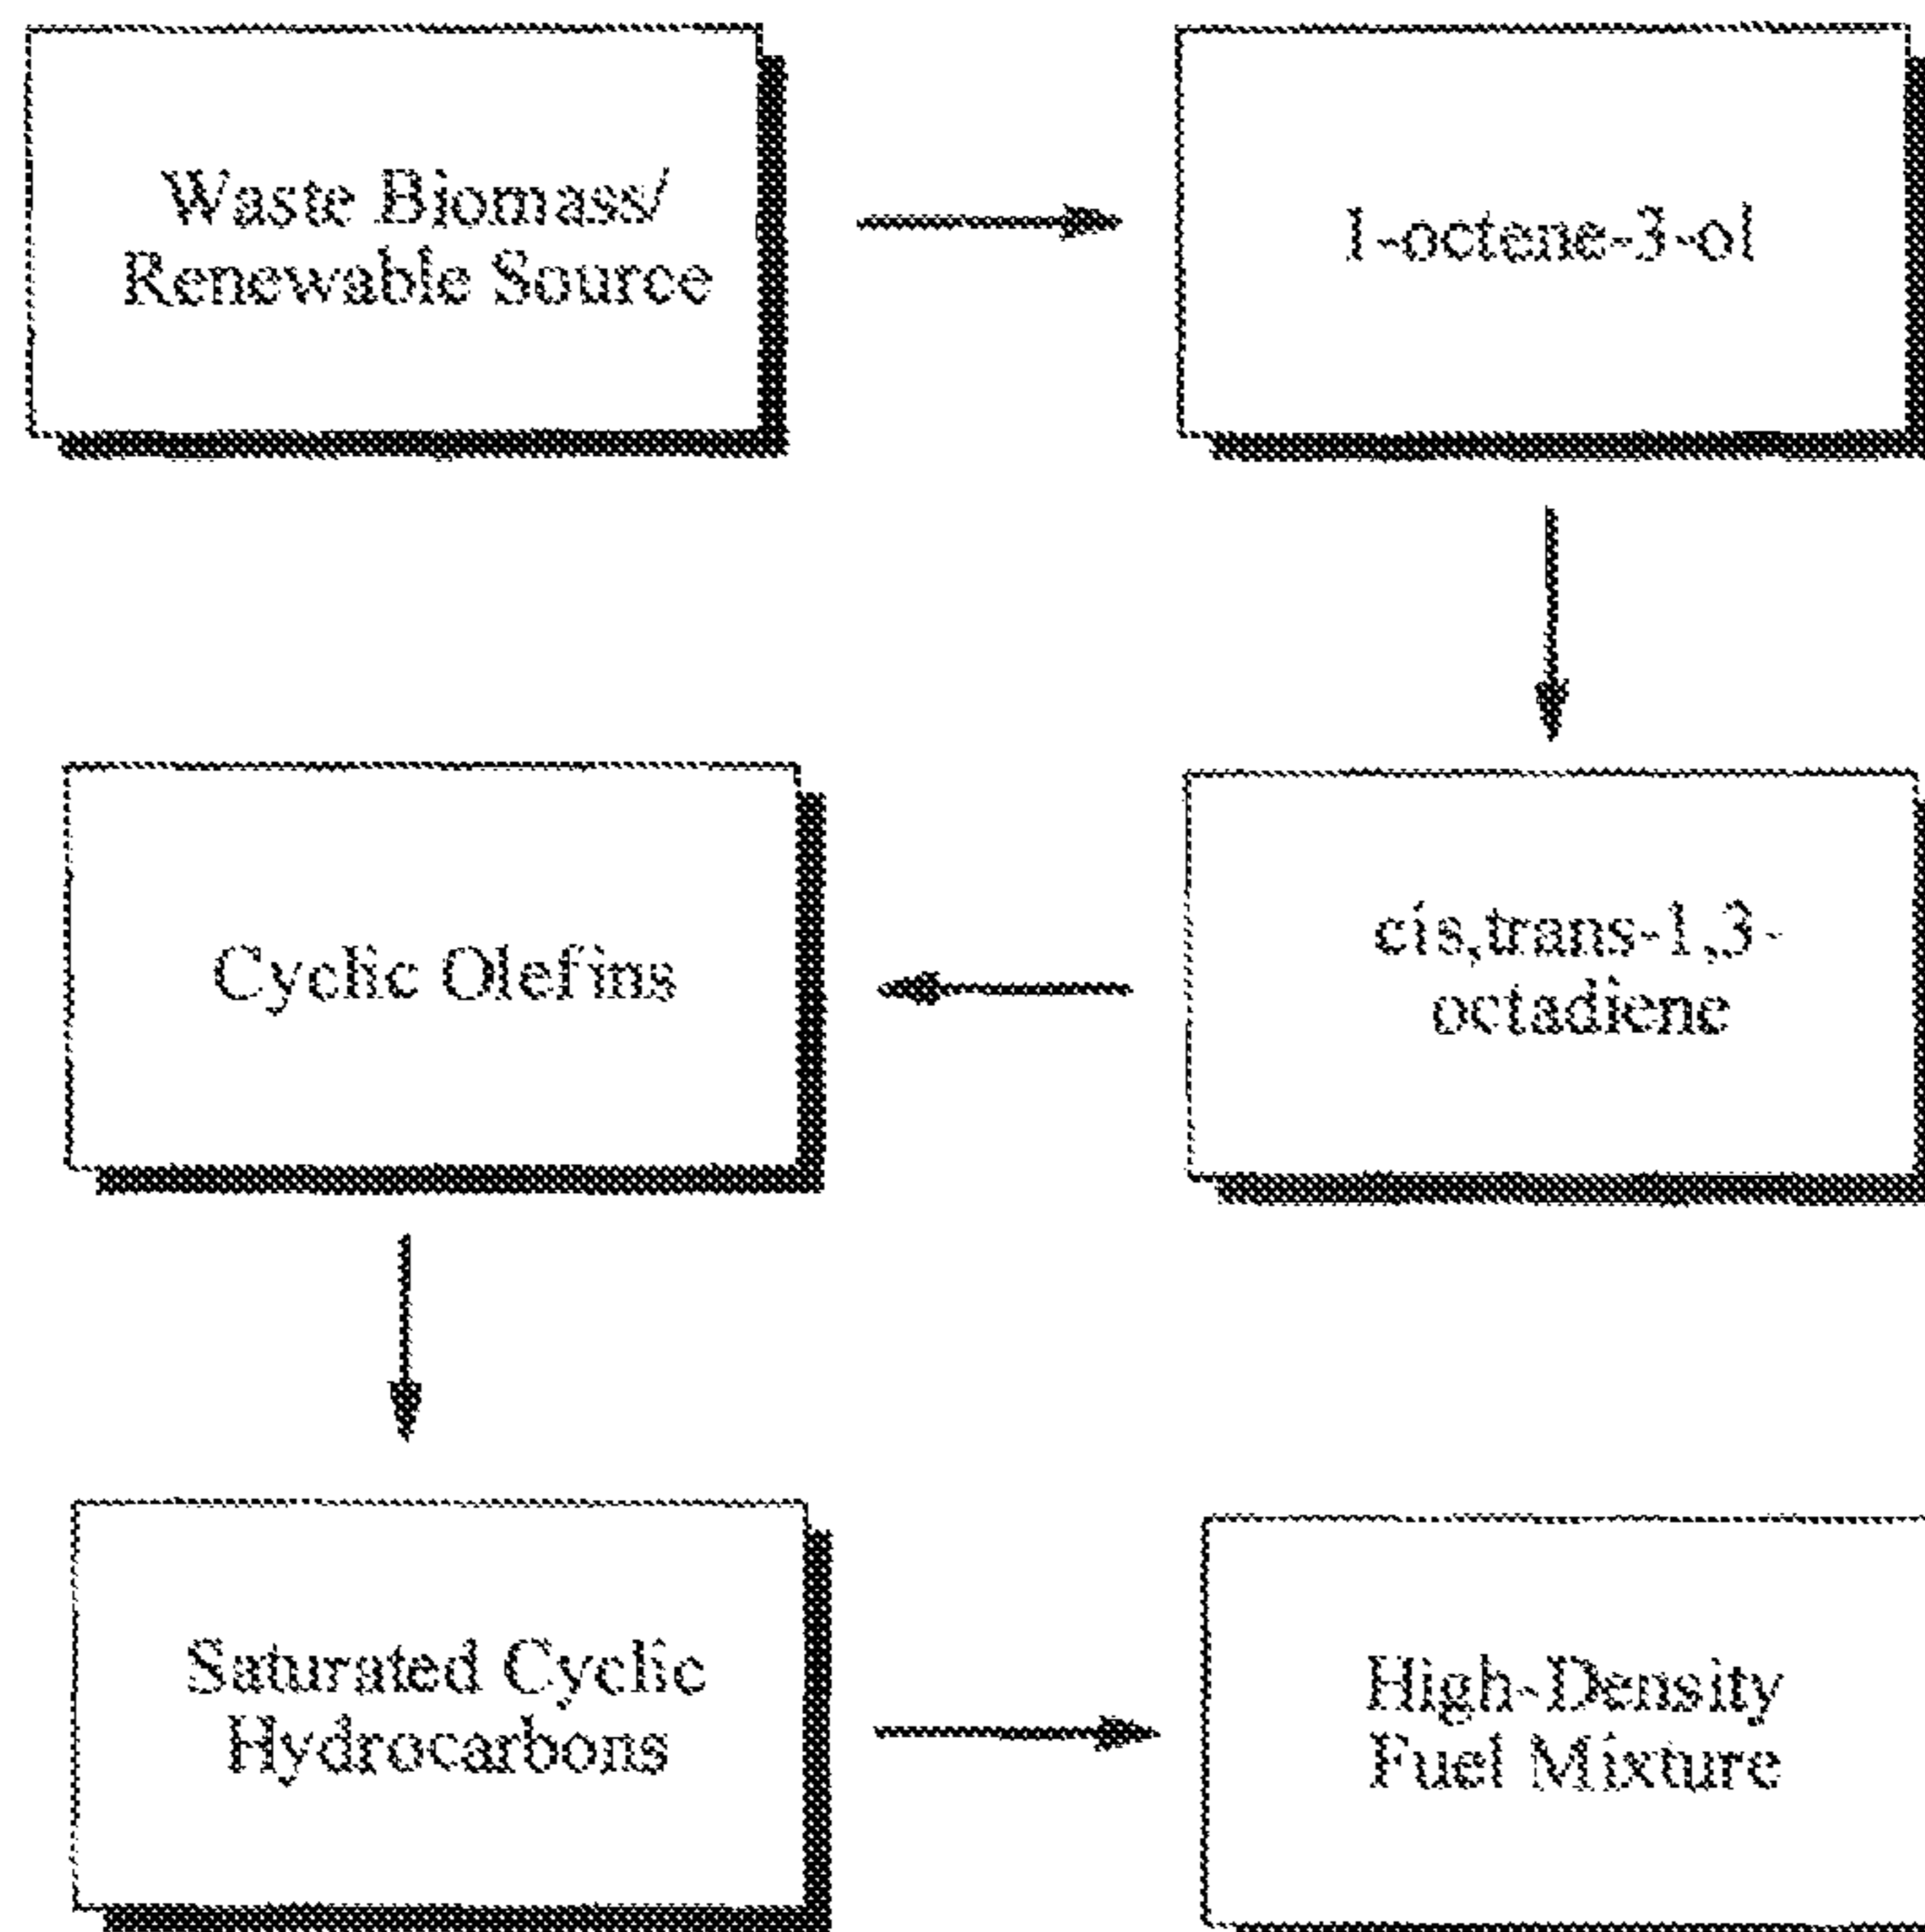 Waste Biomass/
Renewable Source
1-octene-3-ol
cis,trans-1,3-
octadiene
Cyclic Olefins
Saturated Cyclic
Hydrocarbons
High-Density
Fuel Mixture